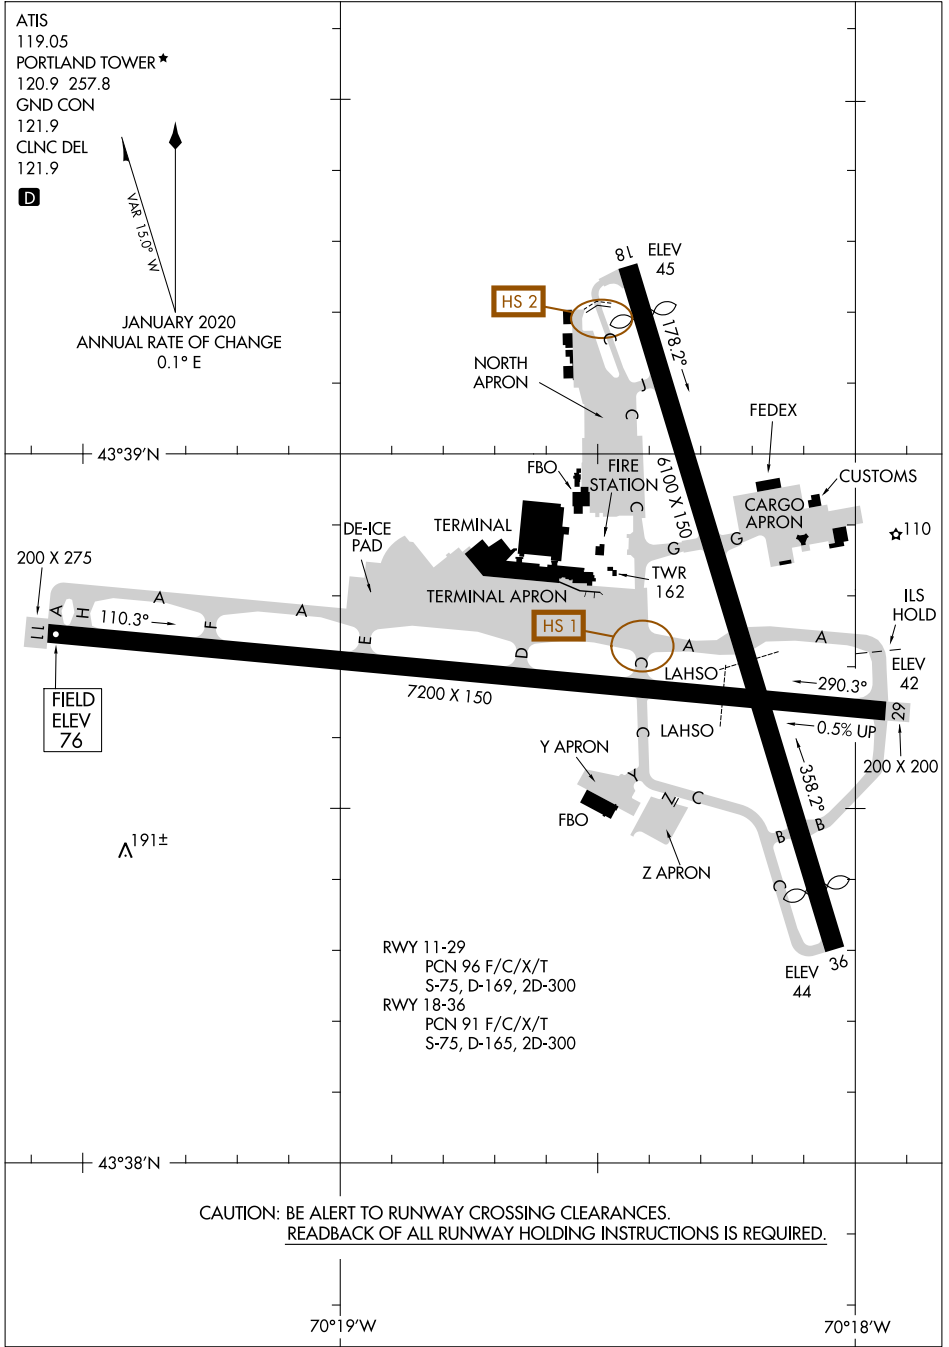 ATIS
119.05
PORTLAND TOWER★
120.9 257.8
GND CON
121.9
CLNC DEL
121.9
D
VAR 15.0° W
JANUARY 2020
ANNUAL RATE OF CHANGE
0.1° E
18
ELEV
45
HS 2
C
178.2°
J
NORTH
APRON
C
FEDEX
43°39'N
6100 X 150
FBO
FIRE
STATION
CUSTOMS
CARGO
APRON
C
G
G
110
DE-ICE
PAD
TERMINAL
200 X 275
TWR
162
TERMINAL APRON
ILS
HOLD
A
H
A
A
F
E
D
110.3°
11
HS 1
C
A
A
LAHSO
ELEV
42
290.3°
FIELD
ELEV
76
7200 X 150
29
LAHSO
0.5% UP
Y APRON
C
200 X 200
Y
Z
C
358.2°
FBO
B
B
191±
Z APRON
C
RWY 11-29
PCN 96 F/C/X/T
S-75, D-169, 2D-300
RWY 18-36
PCN 91 F/C/X/T
S-75, D-165, 2D-300
36
ELEV
44
43°38'N
CAUTION: BE ALERT TO RUNWAY CROSSING CLEARANCES.
READBACK OF ALL RUNWAY HOLDING INSTRUCTIONS IS REQUIRED.
70°19'W
70°18'W